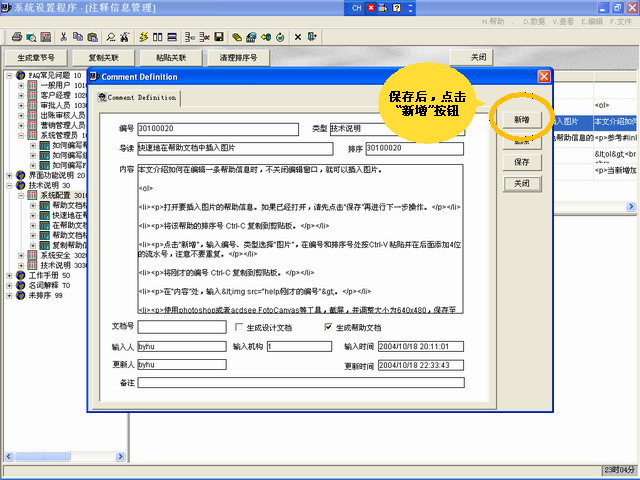 系统设置程序 - [注释信息管理]
CH
H.帮助 . D.数据 V.查看 E.编辑 F.文件
生成章节号 复制关联 粘贴关联 清理排序号 关闭
FAQ常见问题 10
一般用户 1010
客户经理 1020
审批人员 1030
出账审核人员
营销管理人员
系统管理员 10
如何编写帮
如何编写组
如何编写F
界面功能说明 20
技术说明 30
系统配置 3010
帮助文档
快速地在帮
在帮助文档
帮助文档相
复制帮助信
系统安全 3020
技术说明 3030
工作手册 50
名词解释 70
未排序 99
Comment Definition
Comment Definition
编号 30100020 类型 技术说明
导读 快速地在帮助文档中插入图片 排序 30100020
内容 本文介绍如何在编辑一条帮助信息时，不关闭编辑窗口，就可以插入图片。
<ol>
<li><p>打开要插入图片的帮助信息。如果已经打开，请先点击“保存”再进行下一步操作。</p></li>
<li><p>将该帮助的排序号 Ctrl-C 复制到剪贴板。</p></li>
<li><p>点击“新增”，输入编号、类型选择“图片”，在编号和排序号处按Ctrl-V 粘贴并在后面添加4位
的流水号，注意不要重复。</p></li>
<li><p>将刚才的编号 Ctrl-C 复制到剪贴板。</p></li>
<li><p>在“内容”处，输入&lt;img src="help/刚才的编号"&gt;。</p></li>
<li><p>使用photoshop或者acdsee FotoCanvas等工具，截屏，并调整大小为640x480，保存至
文档号 生成设计文档 生成帮助文档
输入人 byhu 输入机构 1 输入时间 2004/10/18 20:11:01
更新人 byhu 更新时间 2004/10/18 22:33:43
备注
新增
保存
关闭
保存后，点击
“新增”按钮
<ol>
插入图片 本文介绍如何
帮助信息的 <p>参考#inl
&lt;ol&gt;<br
<p>当新增加
23时04分